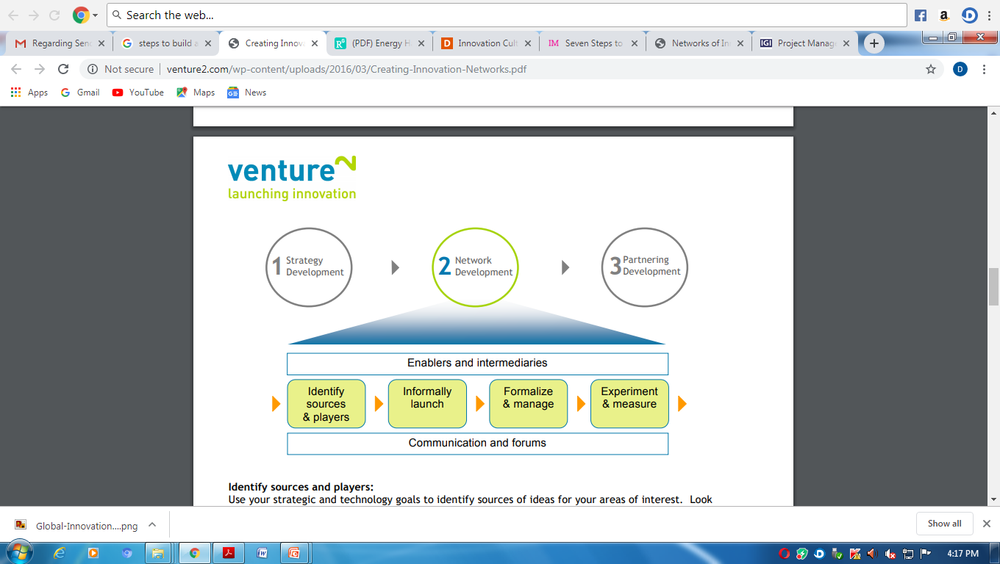 Search the web...
Regarding Sen
steps to build a
Creating Innova
(PDF) Energy H
Innovation Cult
Seven Steps to
Networks of In
Project Manag
Not secure
venture2.com/wp-content/uploads/2016/03/Creating-Innovation-Networks.pdf
D
Apps
Gmail
YouTube
Maps
News
venture2
launching innovation
1 Strategy
Development
2 Network
Development
3 Partnering
Development
Enablers and intermediaries
Identify
sources
& players
Informally
launch
Formalize
& manage
Experiment
& measure
Communication and forums
Identify sources and players:
Use your strategic and technology goals to identify sources of ideas for your areas of interest. Look
Global-Innovation....png
Show all
4:17 PM